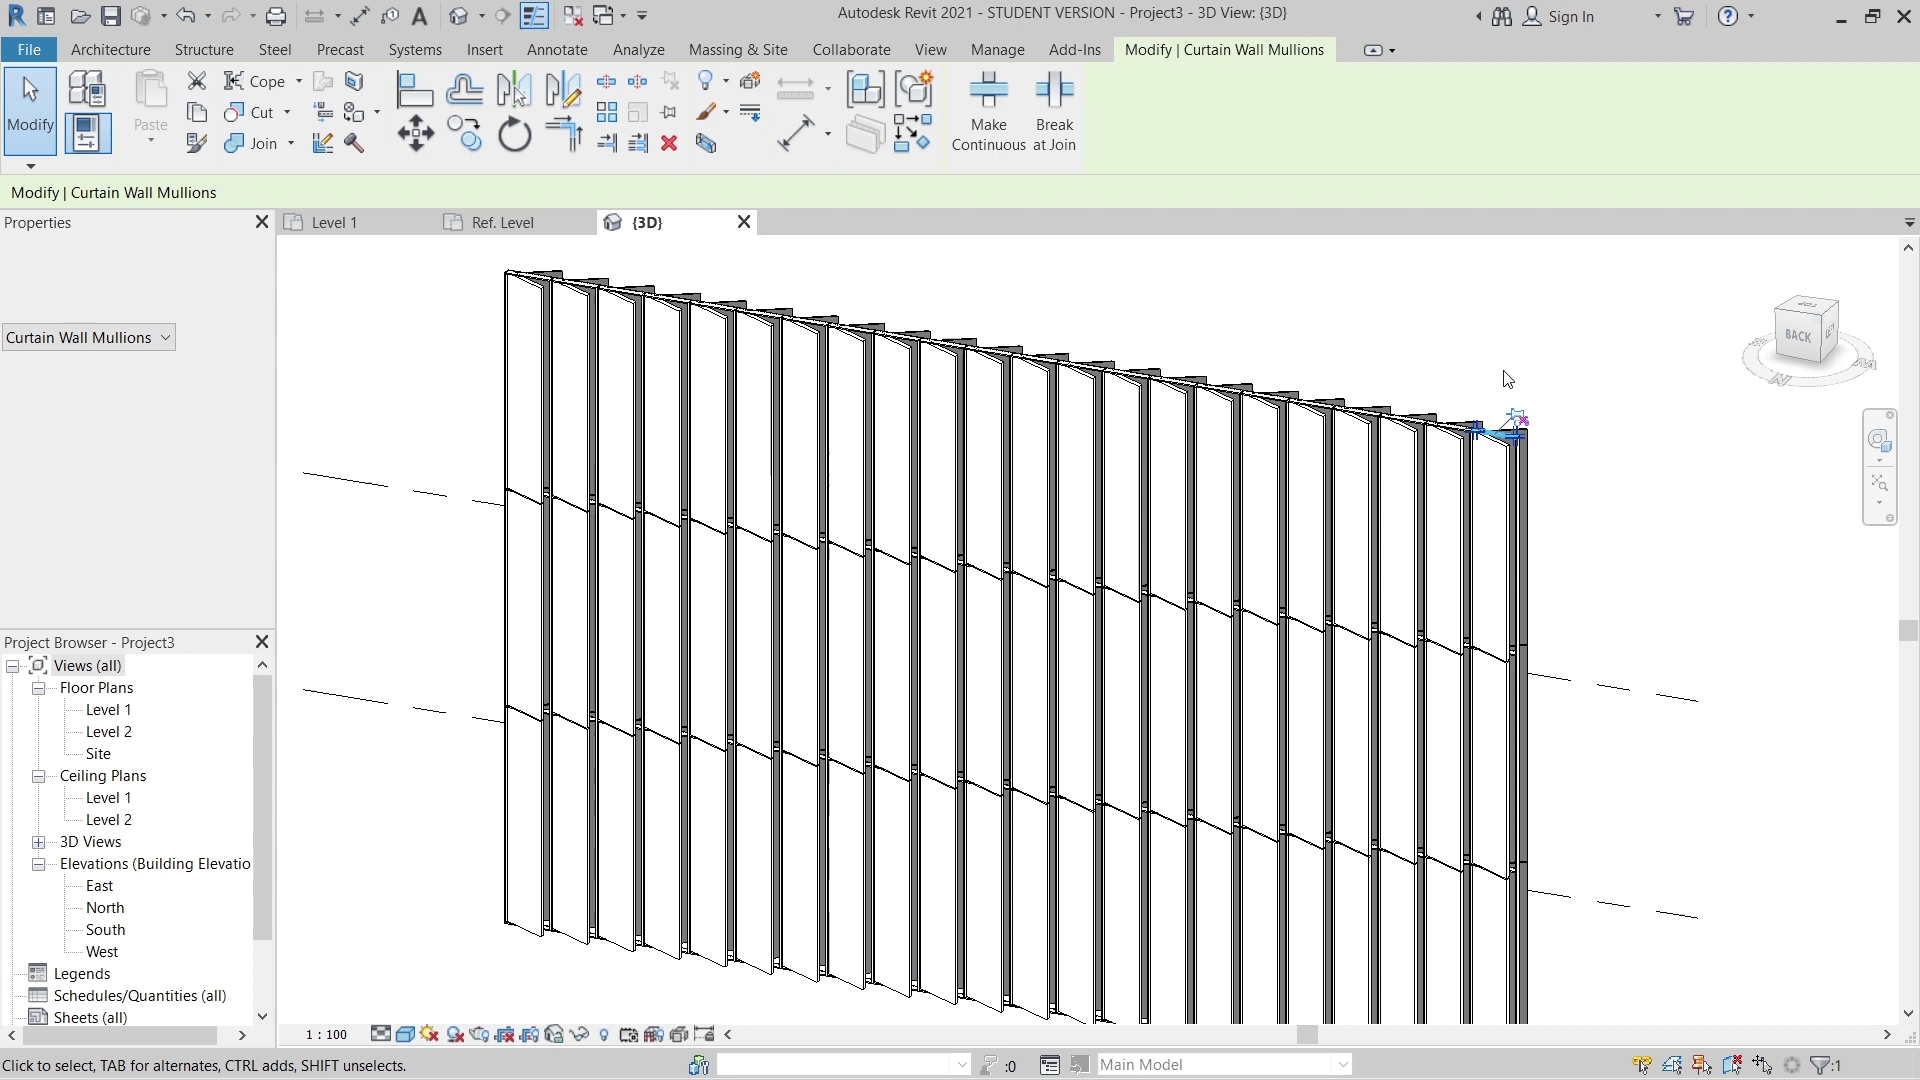 Autodesk Revit 2021 - STUDENT VERSION - Project3 - 3D View: {3D}
Sign In
File
Architecture
Structure
Steel
Precast
Systems
Insert
Annotate
Analyze
Massing & Site
Collaborate
View
Manage
Add-Ins
Modify | Curtain Wall Mullions
Modify
Paste
Cope
Cut
Join
Make
Continuous
Break
at Join
Modify | Curtain Wall Mullions
Properties
Level 1
Ref. Level
{3D}
Curtain Wall Mullions
TOP
BACK
LEFT
N
W
Project Browser - Project3
Views (all)
Floor Plans
Level 1
Level 2
Site
Ceiling Plans
Level 1
Level 2
3D Views
Elevations (Building Elevatio
East
North
South
West
Legends
Schedules/Quantities (all)
Sheets (all)
1 : 100
Click to select, TAB for alternates, CTRL adds, SHIFT unselects.
:0
Main Model
:1